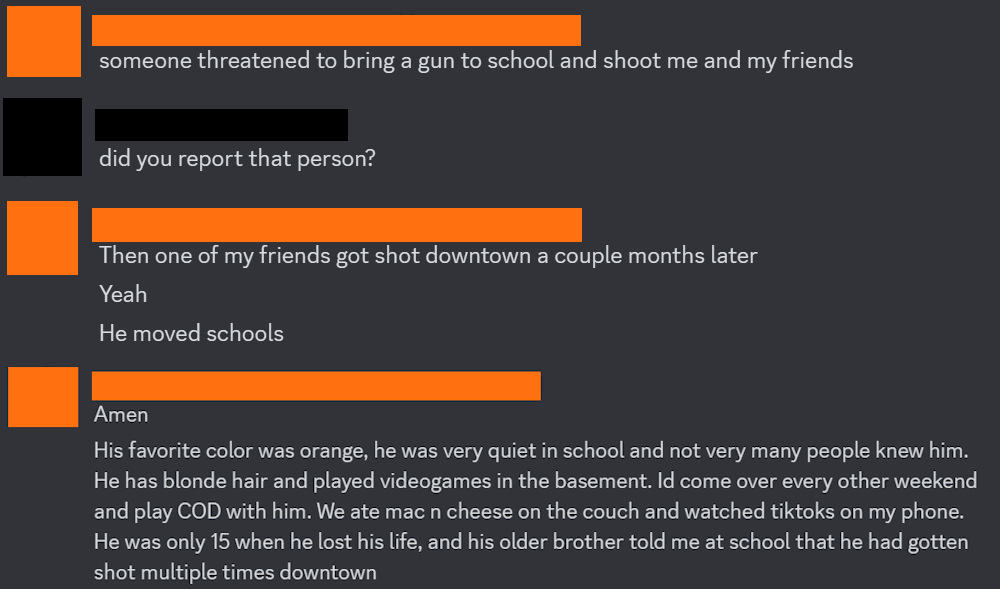 someone threatened to bring a gun to school and shoot me and my friends
did you report that person?
Then one of my friends got shot downtown a couple months later
Yeah
He moved schools
Amen
His favorite color was orange, he was very quiet in school and not very many people knew him.
He has blonde hair and played videogames in the basement. Id come over every other weekend
and play COD with him. We ate mac n cheese on the couch and watched tiktoks on my phone.
He was only 15 when he lost his life, and his older brother told me at school that he had gotten
shot multiple times downtown